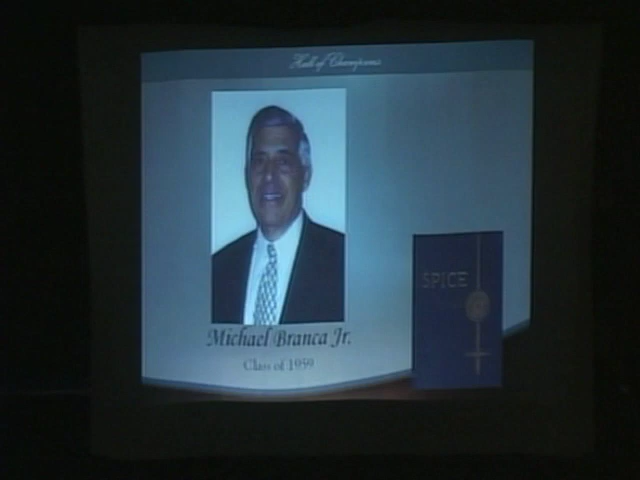 Hall of Champions
Michael Branca Jr.
Class of 1959
SPICE